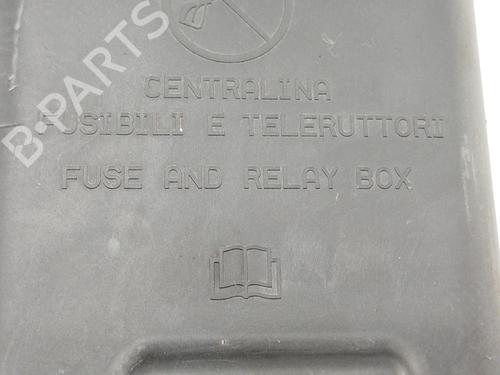 B-PARTS
CENTRALINA
FUSIBILI E TELERUTTORI
FUSE AND RELAY BOX